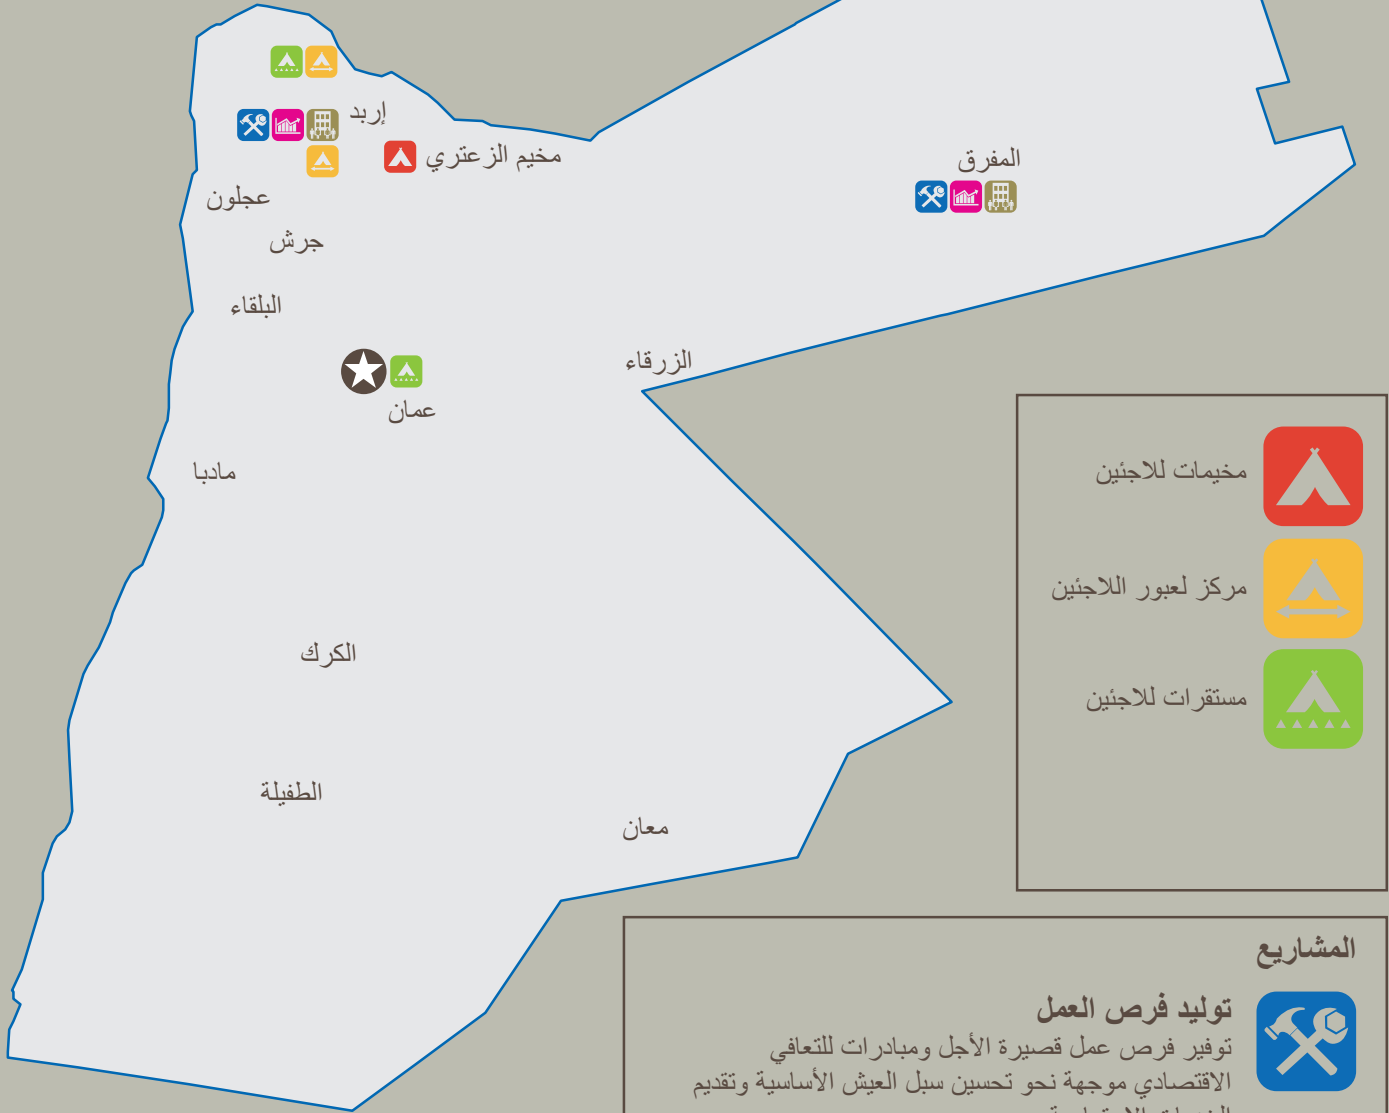 إربد
مخيم الزعتري
المفرق
عجلون
جرش
البلقاء
الزرقاء
عمان
مادبا
الكرك
الطفيلة
معان
مخيمات للاجئين
مركز لعبور اللاجئين
مستقرات للاجئين
المشاريع
توليد فرص العمل
توفير فرص عمل قصيرة الأجل ومبادرات للتعافي
الاقتصادي موجهة نحو تحسين سبل العيش الأساسية وتقديم